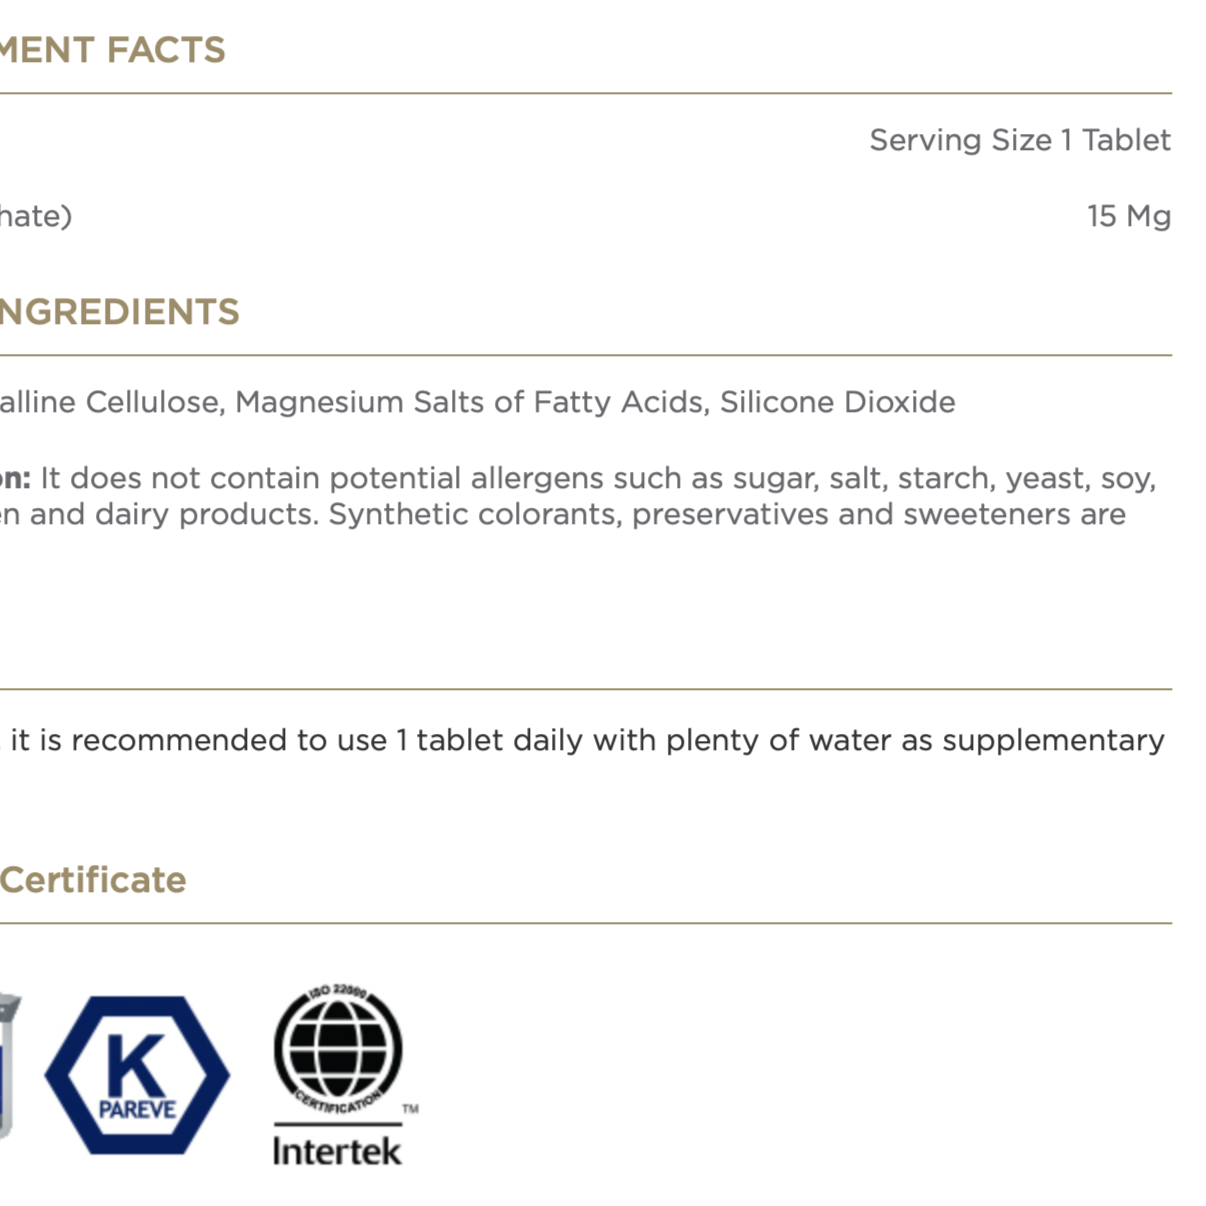 MENT FACTS
Serving Size 1 Tablet
hate) 15 Mg
NGREDIENTS
alline Cellulose, Magnesium Salts of Fatty Acids, Silicone Dioxide
on: It does not contain potential allergens such as sugar, salt, starch, yeast, soy,
en and dairy products. Synthetic colorants, preservatives and sweeteners are
it is recommended to use 1 tablet daily with plenty of water as supplementary
Certificate
K
PAREVE
ISO 22000
CERTIFICATION
TM
Intertek